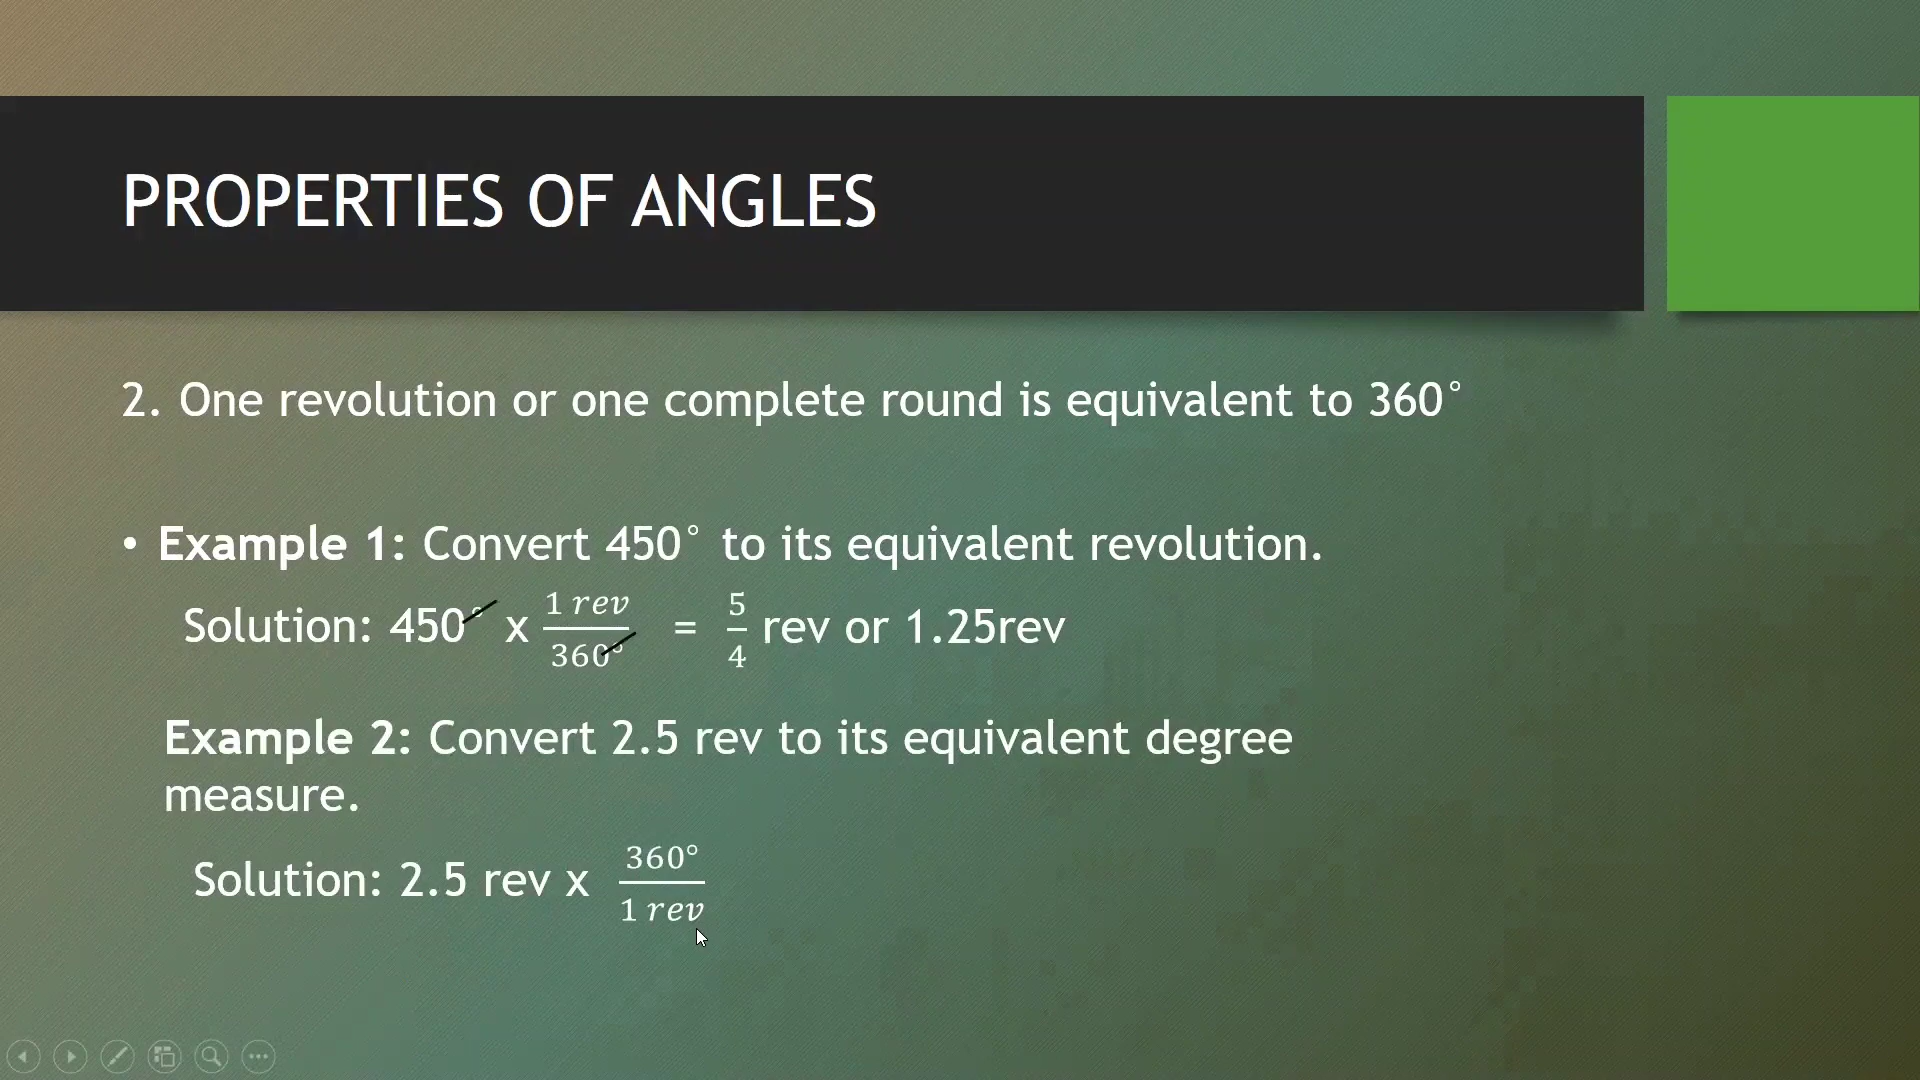 PROPERTIES OF ANGLES
2. One revolution or one complete round is equivalent to 360°
• Example 1: Convert 450° to its equivalent revolution.
Solution: 450° x 1 rev/360° = 5/4 rev or 1.25rev
Example 2: Convert 2.5 rev to its equivalent degree
measure.
Solution: 2.5 rev x 360°/1 rev